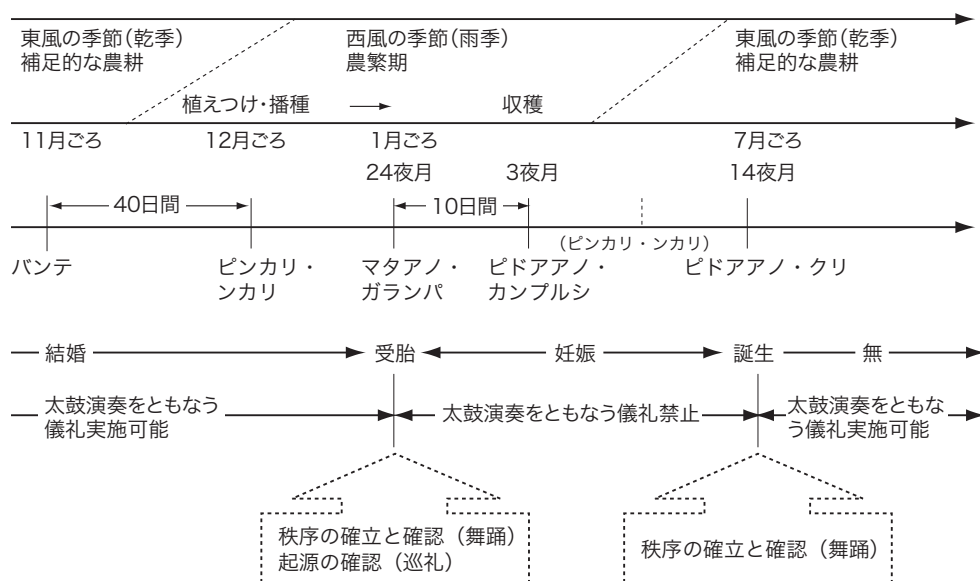 東風の季節(乾季)
補足的な農耕
西風の季節(雨季)
農繁期
東風の季節(乾季)
補足的な農耕
植えつけ・播種
収穫
11月ごろ
12月ごろ
1月ごろ
7月ごろ
24夜月
3夜月
14夜月
40日間
10日間
(ピンカリ・ンカリ)
バンテ
ピンカリ・
ンカリ
マタアノ・
ガランパ
ピドアアノ・
カンプルシ
ピドアアノ・クリ
結婚
受胎
妊娠
誕生
無
太鼓演奏をともなう
儀礼実施可能
太鼓演奏をともなう儀礼禁止
太鼓演奏をともな
う儀礼実施可能
秩序の確立と確認（舞踊）
起源の確認（巡礼）
秩序の確立と確認（舞踊）